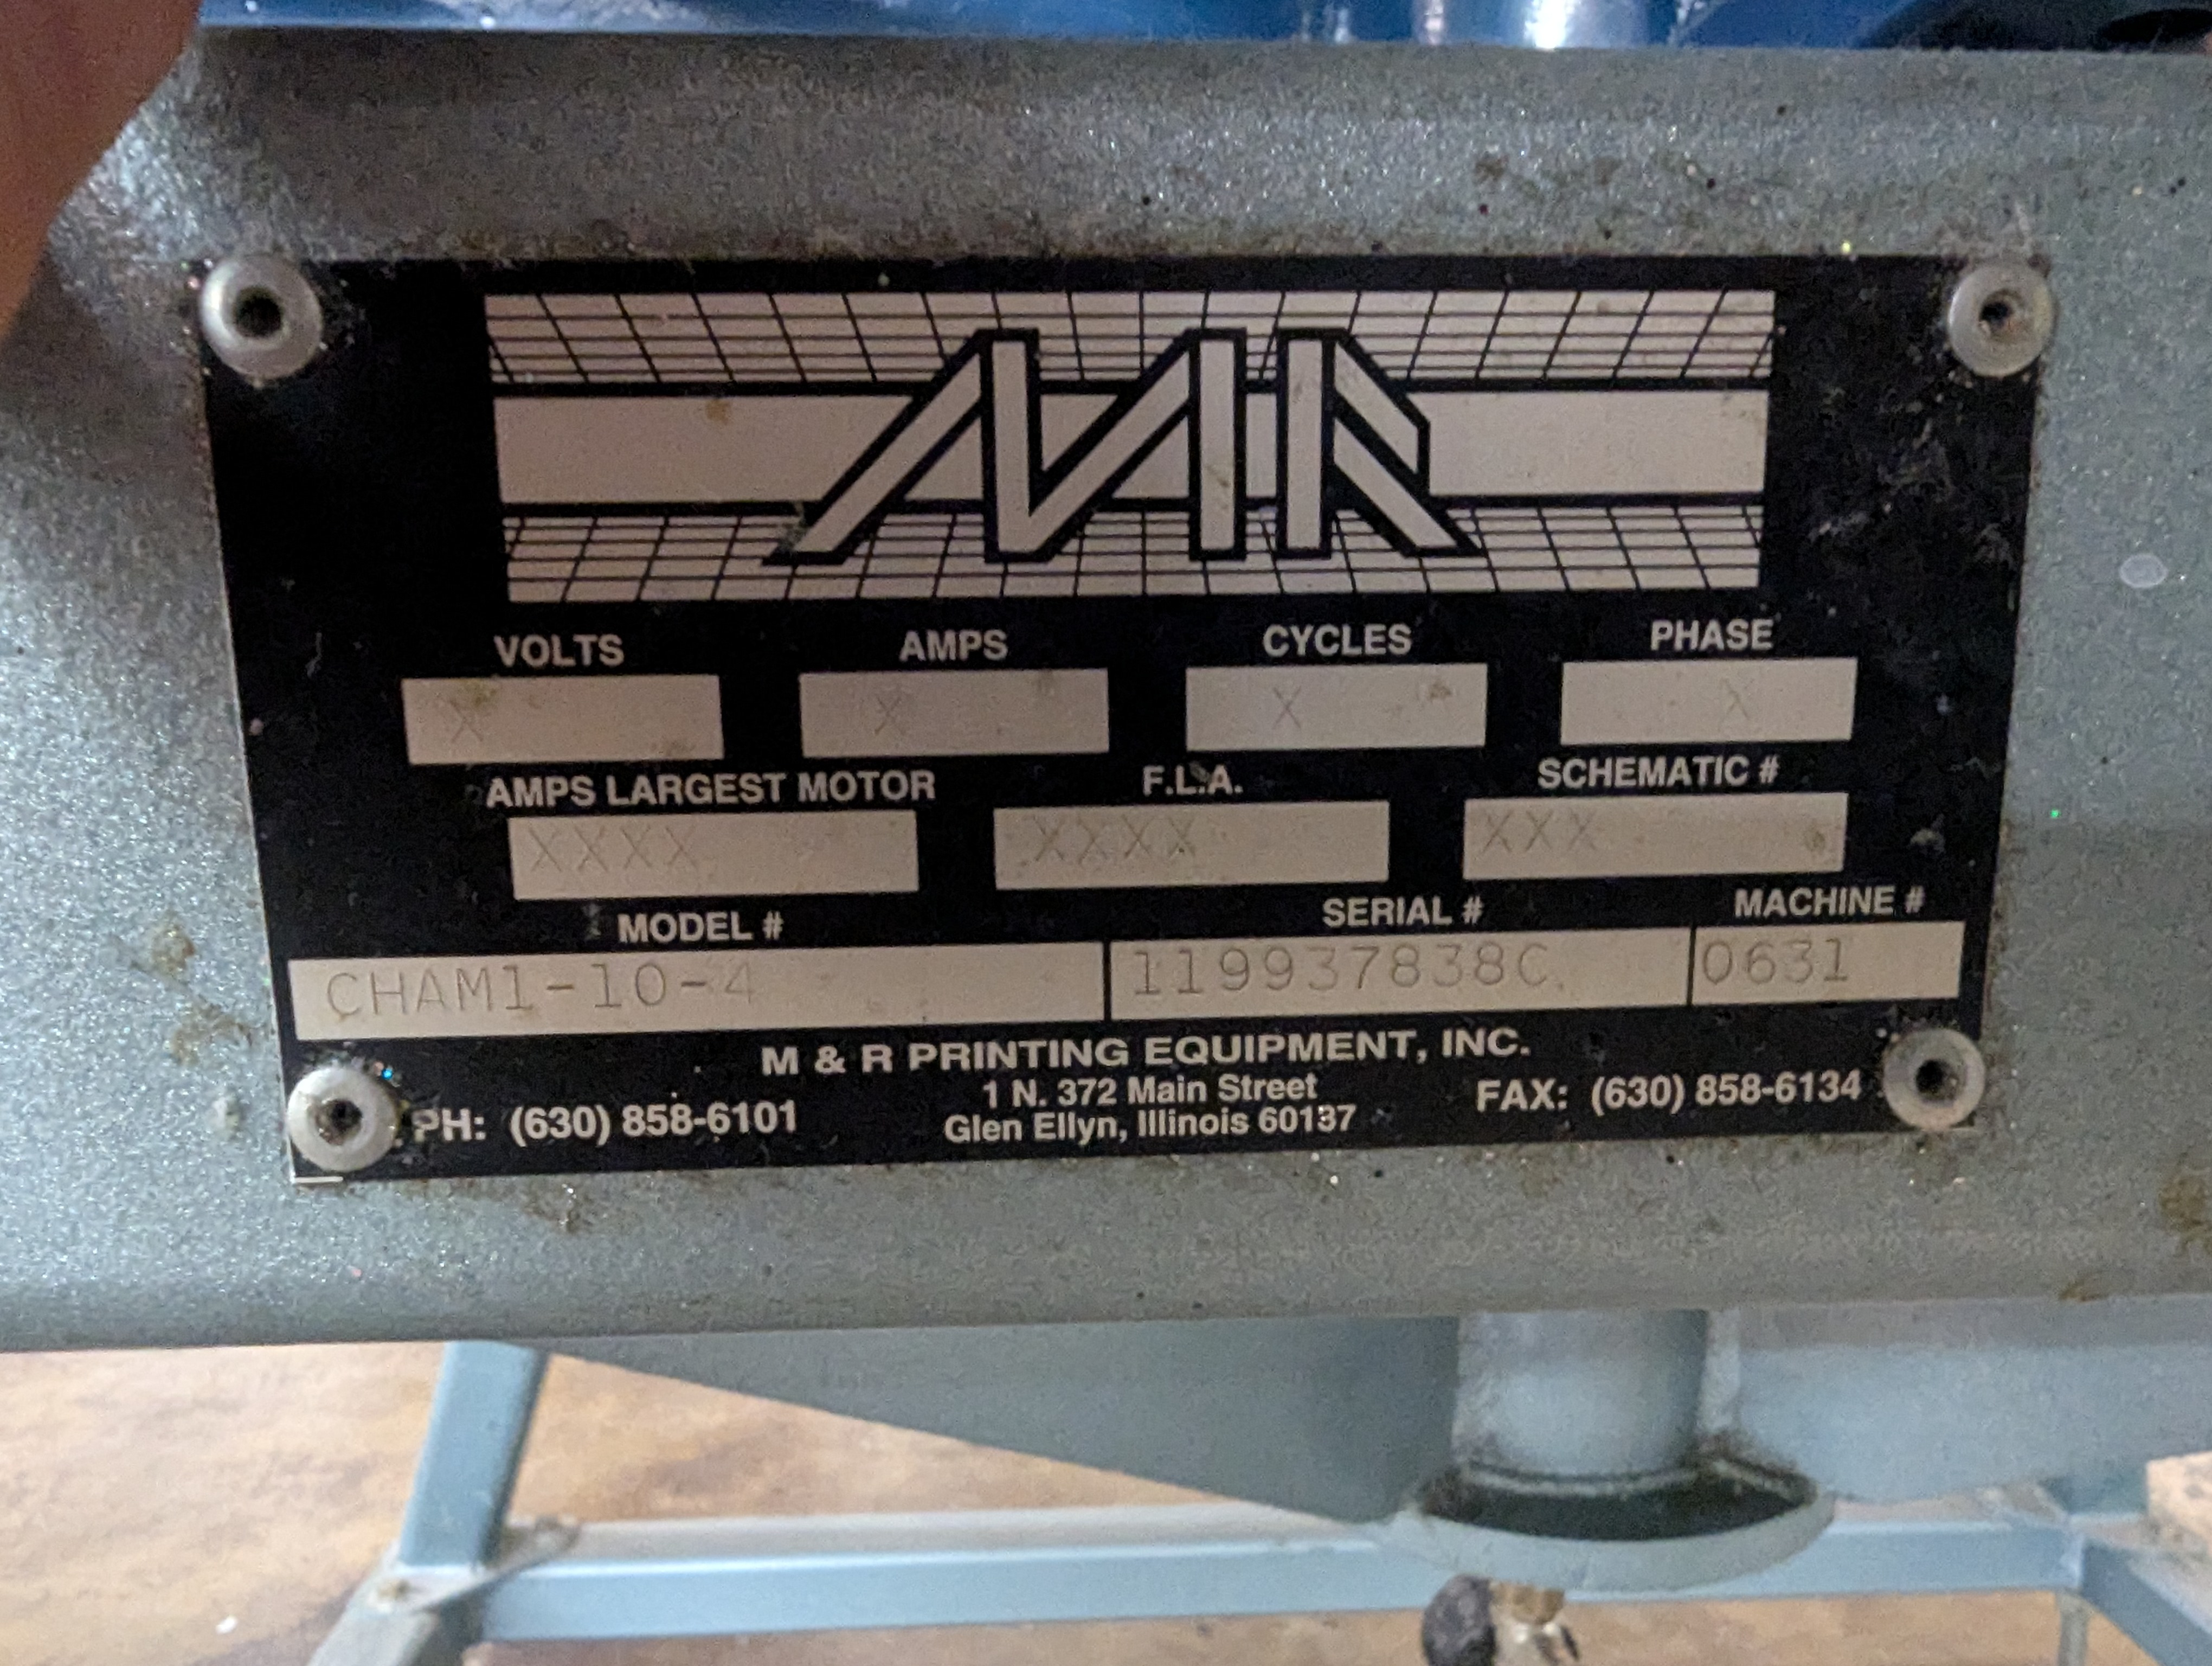 MR
VOLTS AMPS CYCLES PHASE
X X X X
AMPS LARGEST MOTOR F.L.A. SCHEMATIC #
XXXX XXXX XXX
MODEL # SERIAL # MACHINE #
CHAM1-10-4 119937838C 0631
M & R PRINTING EQUIPMENT, INC.
1 N. 372 Main Street
Glen Ellyn, Illinois 60137
PH: (630) 858-6101 FAX: (630) 858-6134